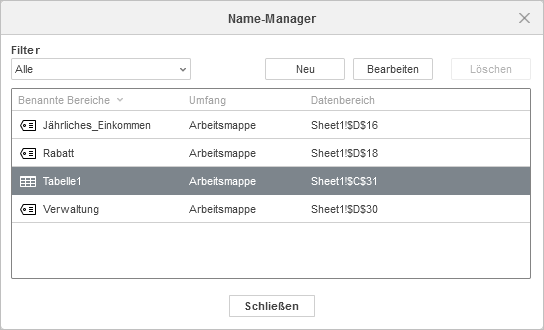 Name-Manager
Filter
Alle Neu Bearbeiten Löschen
Benannte Bereiche Umfang Datenbereich
Jährliches_Einkommen Arbeitsmappe Sheet1!$D$16
Rabatt Arbeitsmappe Sheet1!$D$18
Tabelle1 Arbeitsmappe Sheet1!$C$31
Verwaltung Arbeitsmappe Sheet1!$D$30
Schließen